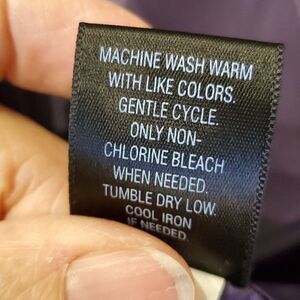 MACHINE WASH WARM
WITH LIKE COLORS.
GENTLE CYCLE.
ONLY NON-
CHLORINE BLEACH
WHEN NEEDED.
TUMBLE DRY LOW.
COOL IRON
IF NEEDED.